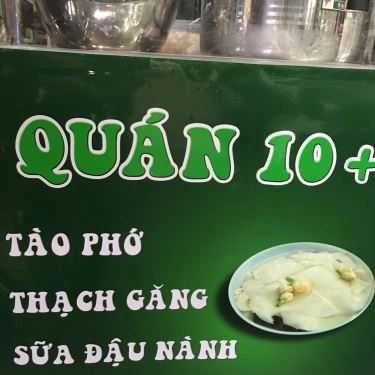 QUÁN 10+
TÀO PHỚ
THẠCH GĂNG
SỮA ĐẬU NÀNH